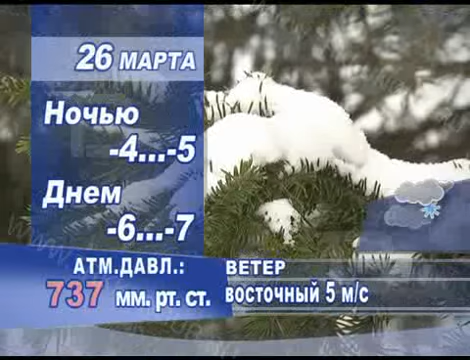 26 МАРТА
Ночью
-4...-5
Днем
-6...-7
АТМ.ДАВЛ.:
737 мм. рт. ст.
ВЕТЕР
ВОСТОЧНЫЙ 5 М/С